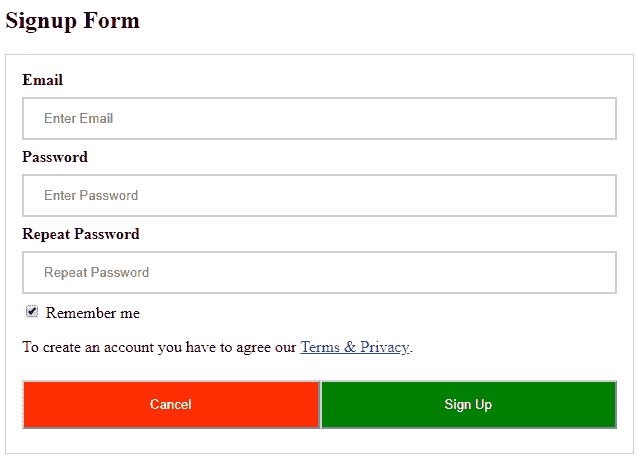 Signup Form
Email
Enter Email
Password
Enter Password
Repeat Password
Repeat Password
Remember me
To create an account you have to agree our Terms & Privacy.
Cancel
Sign Up